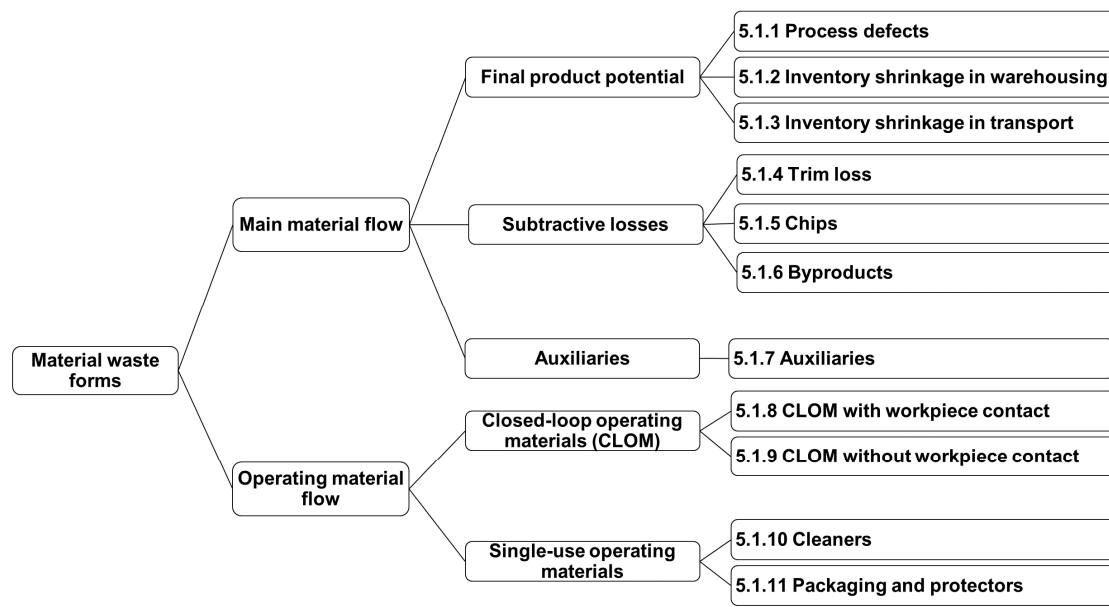 5.1.1 Process defects
Final product potential
5.1.2 Inventory shrinkage in warehousing
5.1.3 Inventory shrinkage in transport
5.1.4 Trim loss
Main material flow
Subtractive losses
5.1.5 Chips
5.1.6 Byproducts
Material waste
forms
Auxiliaries
5.1.7 Auxiliaries
Closed-loop operating
materials (CLOM)
5.1.8 CLOM with workpiece contact
5.1.9 CLOM without workpiece contact
Operating material
flow
5.1.10 Cleaners
Single-use operating
materials
5.1.11 Packaging and protectors